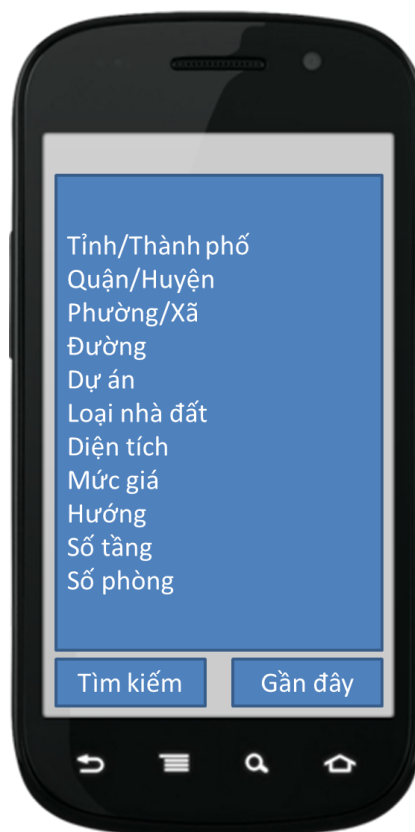 Tỉnh/Thành phố
Quận/Huyện
Phường/Xã
Đường
Dự án
Loại nhà đất
Diện tích
Mức giá
Hướng
Số tầng
Số phòng
Tìm kiếm
Gần đây